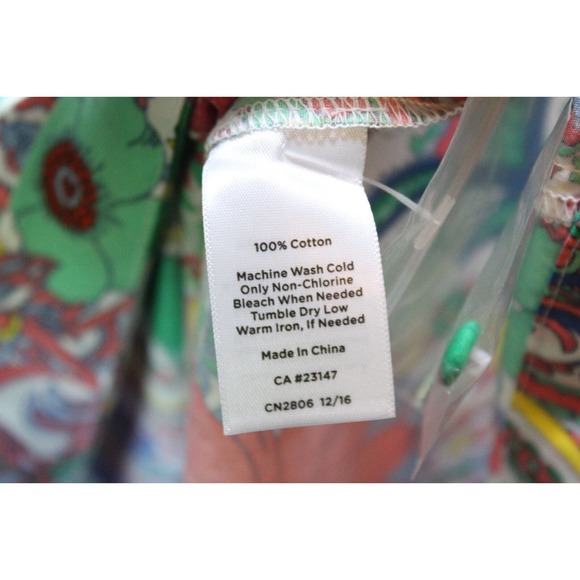 100% Cotton
Machine Wash Cold
Only Non-Chlorine
Bleach When Needed
Tumble Dry Low
Warm Iron, If Needed
Made In China
CA #23147
CN2806 12/16